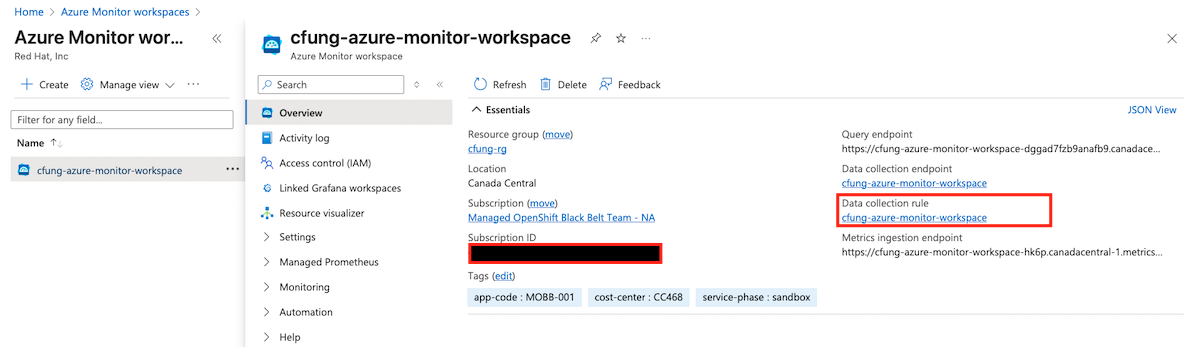 Home > Azure Monitor workspaces >
Azure Monitor wor...
Red Hat, Inc
Create Manage view ...
Filter for any field...
Name ↑↓
cfung-azure-monitor-workspace ...
cfung-azure-monitor-workspace ...
Azure Monitor workspace
Search
Overview
Activity log
Access control (IAM)
Linked Grafana workspaces
Resource visualizer
Settings
Managed Prometheus
Monitoring
Automation
Help
Refresh Delete Feedback
Essentials
JSON View
Resource group (move)
cfung-rg
Location
Canada Central
Subscription (move)
Managed OpenShift Black Belt Team - NA
Subscription ID
Tags (edit)
app-code : MOBB-001 cost-center : CC468 service-phase : sandbox
Query endpoint
https://cfung-azure-monitor-workspace-dggad7fzb9anafb9.canadace...
Data collection endpoint
cfung-azure-monitor-workspace
Data collection rule
cfung-azure-monitor-workspace
Metrics ingestion endpoint
https://cfung-azure-monitor-workspace-hk6p.canadacentral-1.metrics...